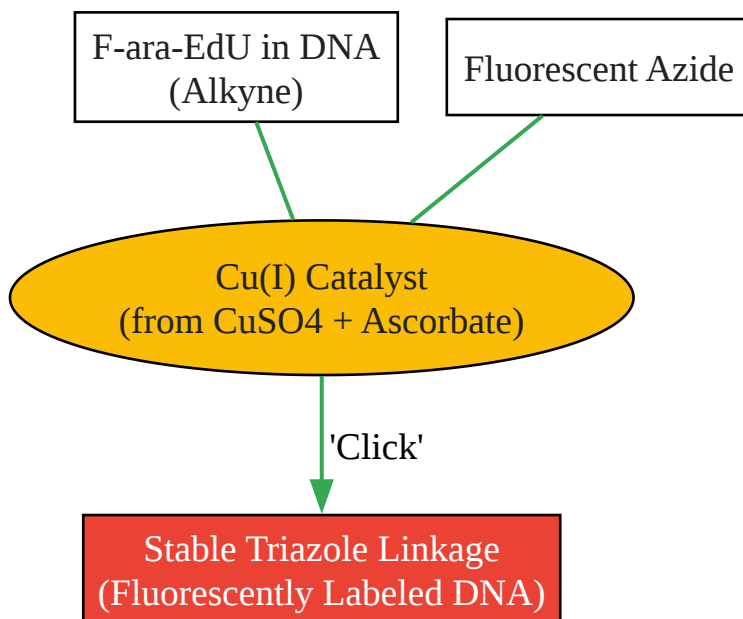 F-ara-EdU in DNA
(Alkyne)
Fluorescent Azide
Cu(I) Catalyst
(from CuSO4 + Ascorbate)
'Click'
Stable Triazole Linkage
(Fluorescently Labeled DNA)